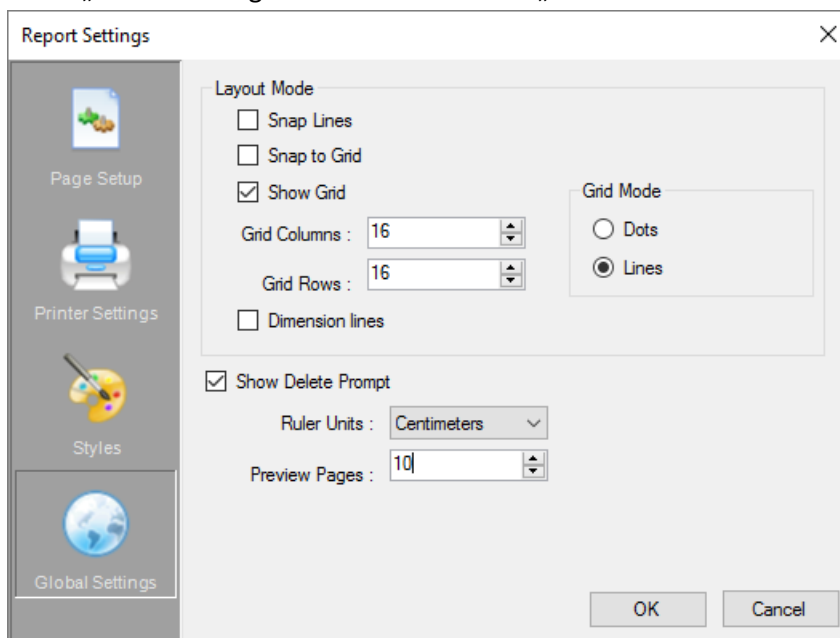 Report Settings
Page Setup
Printer Settings
Styles
Global Settings
Layout Mode
Snap Lines
Snap to Grid
Show Grid
Grid Columns : 16
Grid Rows : 16
Dimension lines
Grid Mode
Dots
Lines
Show Delete Prompt
Ruler Units : Centimeters
Preview Pages : 10
OK
Cancel